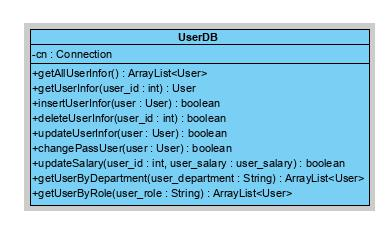 UserDB
-cn : Connection
+getAllUserInfor() : ArrayList<User>
+getUserInfor(user_id : int) : User
+insertUserInfor(user : User) : boolean
+deleteUserInfor(user_id : int) : boolean
+updateUserInfor(user : User) : boolean
+changePassUser(user : User) : boolean
+updateSalary(user_id : int, user_salary : user_salary) : boolean
+getUserByDepartment(user_department : String) : ArrayList<User>
+getUserByRole(user_role : String) : ArrayList<User>